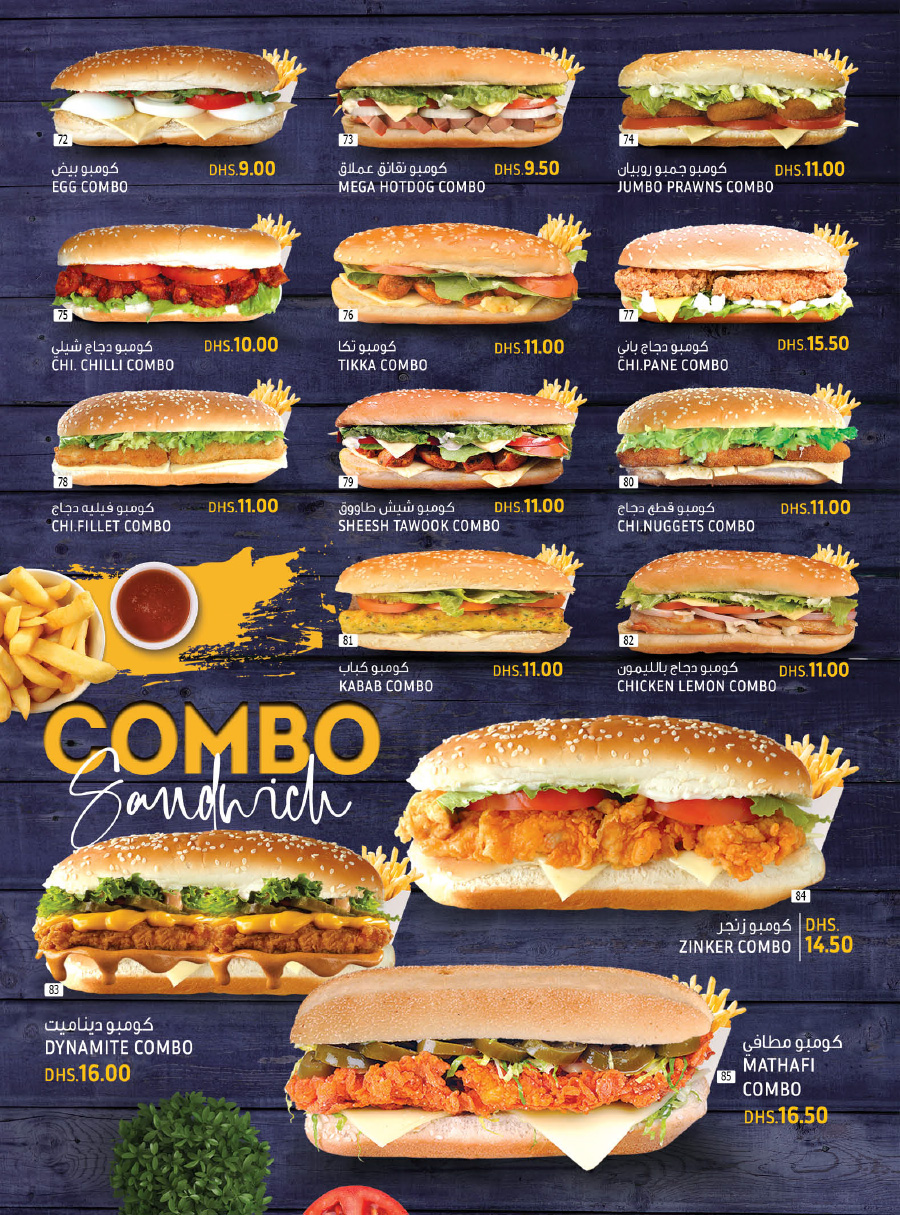 72
كومبو بيض
DHS.9.00
EGG COMBO
73
كومبو نقانق عملاق
DHS.9.50
MEGA HOTDOG COMBO
74
كومبو جمبو روبيان
DHS.11.00
JUMBO PRAWNS COMBO
75
كومبو دجاج شيلي
DHS.10.00
CHI. CHILLI COMBO
76
كومبو تكا
DHS.11.00
TIKKA COMBO
77
كومبو دجاج باني
DHS.15.50
CHI.PANE COMBO
78
كومبو فيليه دجاج
DHS.11.00
CHI.FILLET COMBO
79
كومبو شيش طاووق
DHS.11.00
SHEESH TAWOOK COMBO
80
كومبو قطع دجاج
DHS.11.00
CHI.NUGGETS COMBO
81
كومبو كباب
DHS.11.00
KABAB COMBO
82
كومبو دجاج بالليمون
DHS.11.00
CHICKEN LEMON COMBO
COMBO
Sandwich
84
كومبو زنجر
ZINKER COMBO
DHS.
14.50
83
كومبو ديناميت
DYNAMITE COMBO
DHS.16.00
85
كومبو مطافي
MATHAFI
COMBO
DHS.16.50